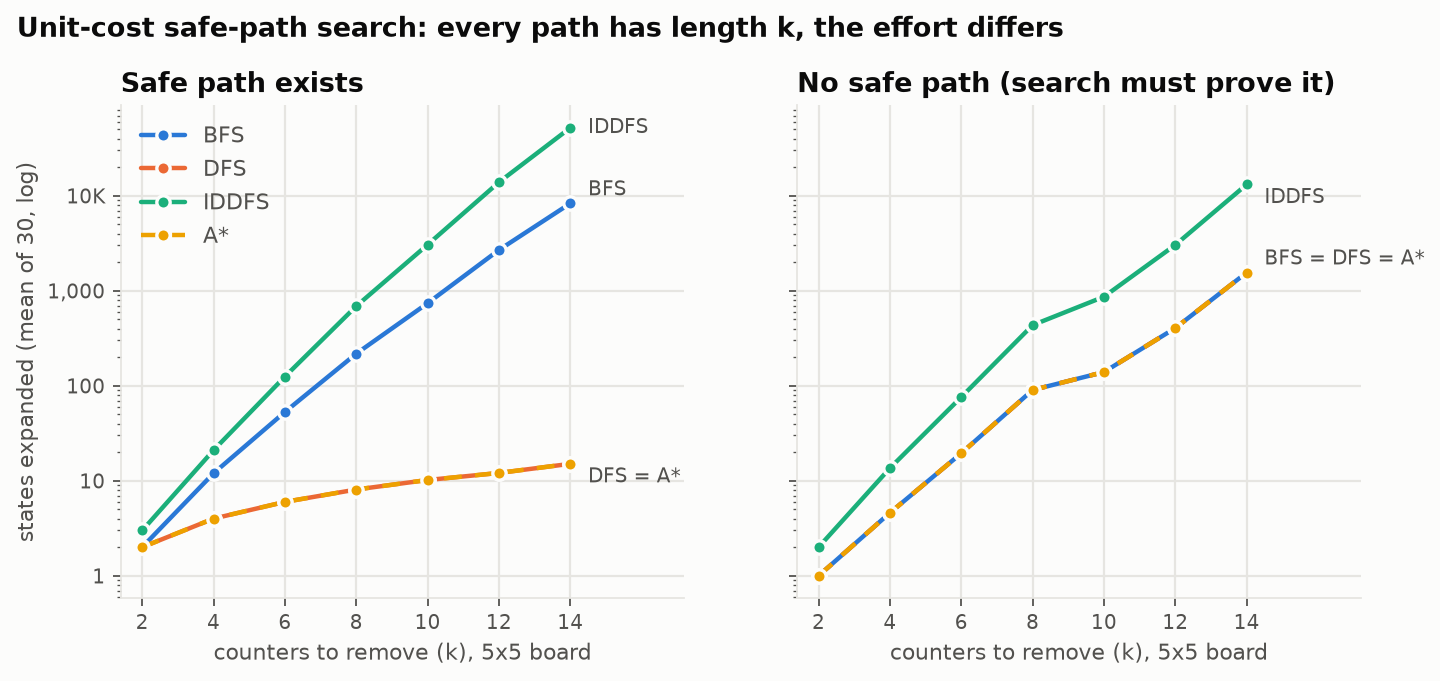 Unit-cost safe-path search: every path has length k, the effort differs
Safe path exists
BFS
DFS
IDDFS
A*
IDDFS
BFS
DFS = A*
10K
1,000
100
10
1
states expanded (mean of 30, log)
2 4 6 8 10 12 14
counters to remove (k), 5x5 board
No safe path (search must prove it)
IDDFS
BFS = DFS = A*
2 4 6 8 10 12 14
counters to remove (k), 5x5 board